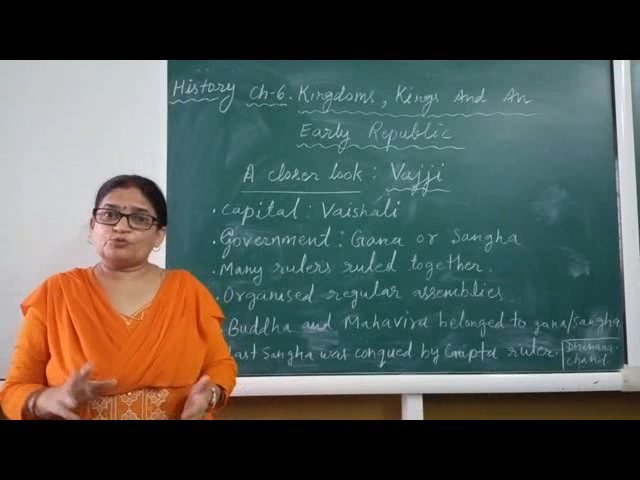 History Ch-6. Kingdoms, Kings And An
Early Republic
A closer look : Vajji
• Capital : Vaishali
• Government : Gana or Sangha
• Many rulers ruled together.
• Organised regular assemblies
Buddha and Mahavira belonged to gana/sangha
last Sangha was conqued by Gupta ruler.
Chand.